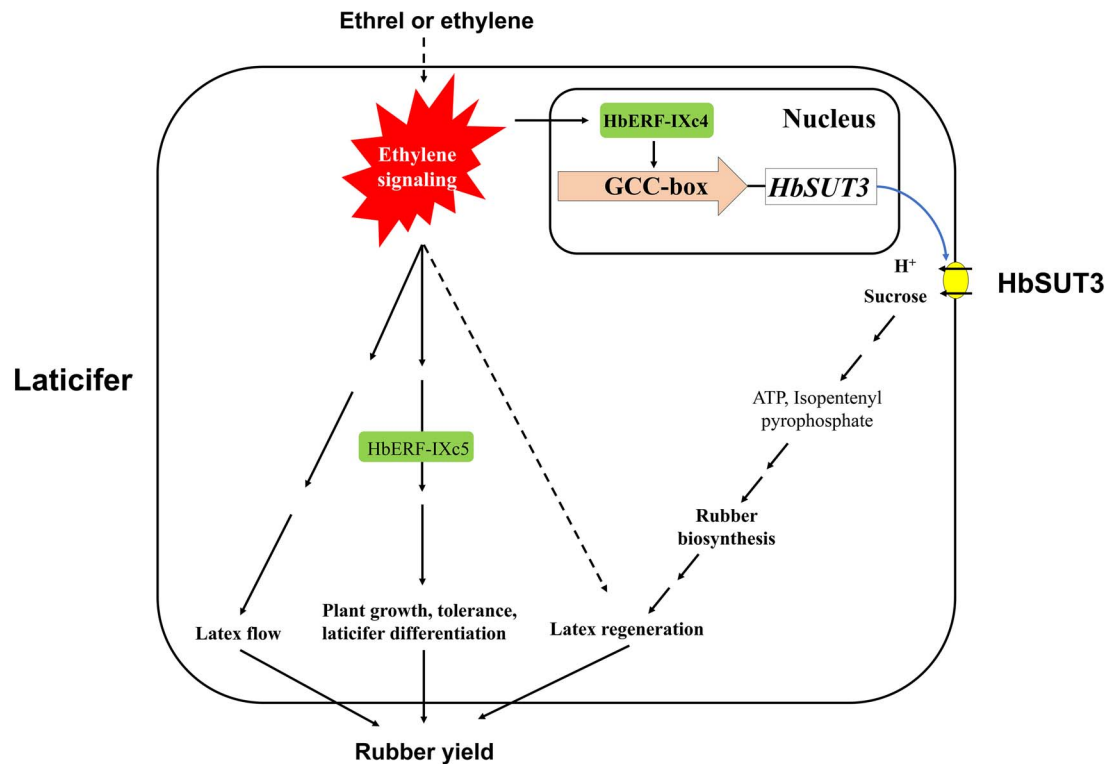 Ethrel or ethylene
HbERF-IXc4
Nucleus
Ethylene
signaling
GCC-box
HbSUT3
H⁺
Sucrose
HbSUT3
Laticifer
ATP, Isopentenyl
pyrophosphate
HbERF-IXc5
Rubber
biosynthesis
Plant growth, tolerance,
laticifer differentiation
Latex flow
Latex regeneration
Rubber yield